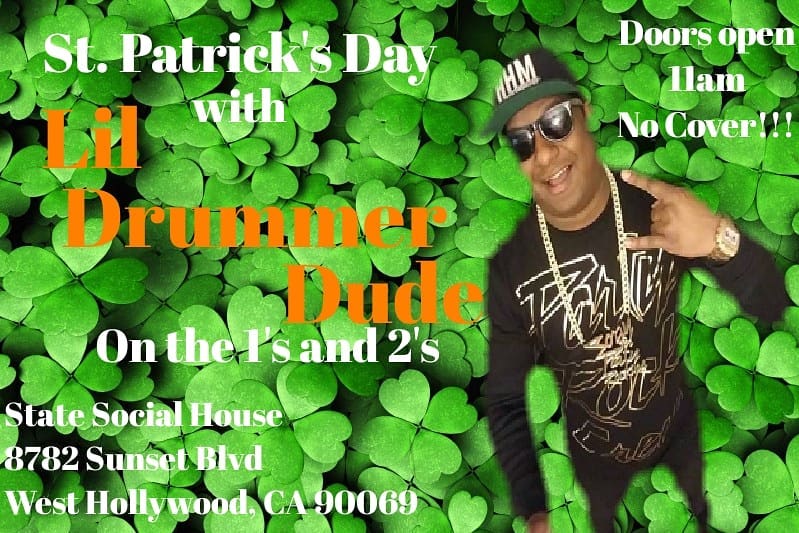 St. Patrick's Day
with
Lil
Drummer
Dude
On the 1's and 2's
State Social House
8782 Sunset Blvd
West Hollywood, CA 90069
Doors open
11am
No Cover!!!
HHM